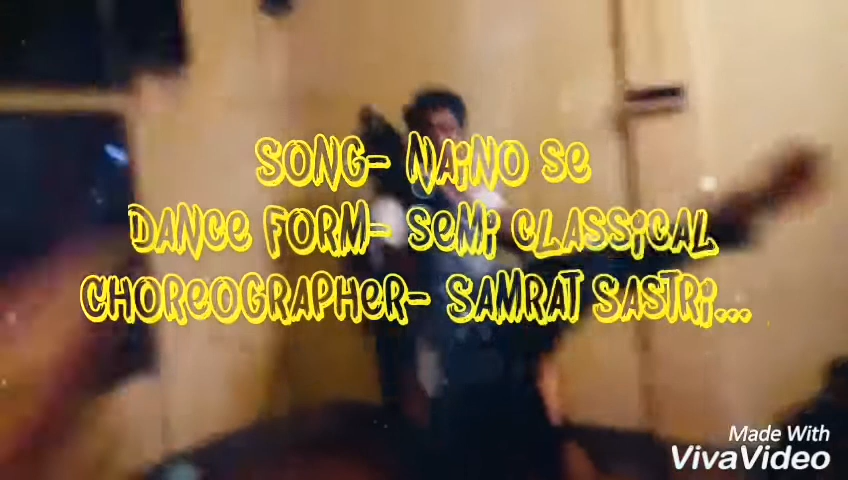 SONG- NAiNO Se
DANCe FORM- SeMi CLASSiCAL
CHOReOGRAPHeR- SAMRAT SASTRi...
Made With
VivaVideo